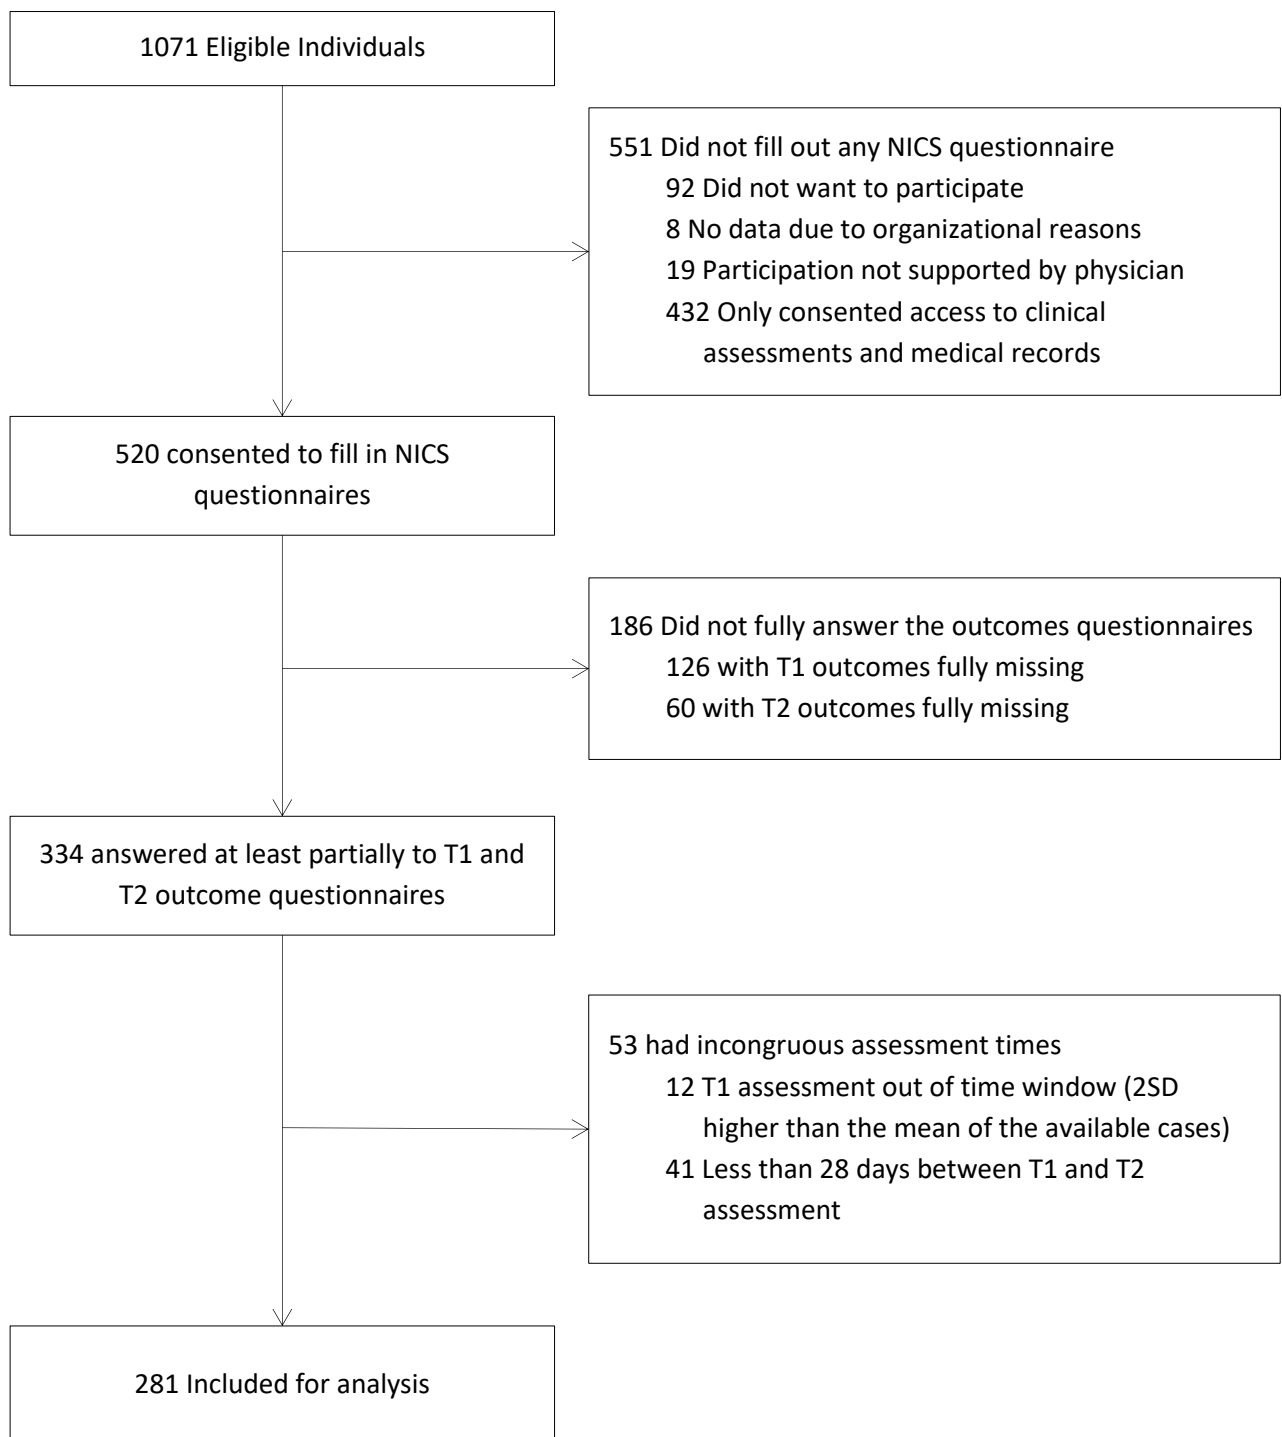 1071 Eligible Individuals
551 Did not fill out any NICS questionnaire
92 Did not want to participate
8 No data due to organizational reasons
19 Participation not supported by physician
432 Only consented access to clinical
assessments and medical records
520 consented to fill in NICS
questionnaires
186 Did not fully answer the outcomes questionnaires
126 with T1 outcomes fully missing
60 with T2 outcomes fully missing
334 answered at least partially to T1 and
T2 outcome questionnaires
53 had incongruous assessment times
12 T1 assessment out of time window (2SD
higher than the mean of the available cases)
41 Less than 28 days between T1 and T2
assessment
281 Included for analysis